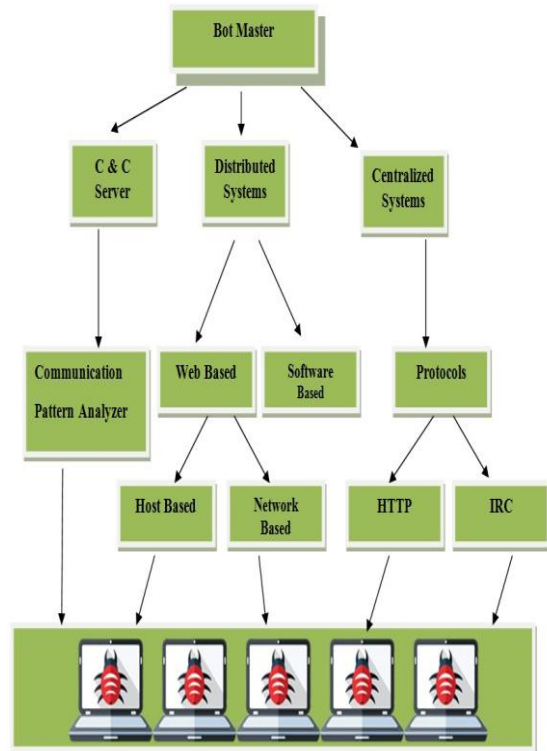 Bot Master
C & C
Server
Distributed
Systems
Centralized
Systems
Communication
Pattern Analyzer
Web Based
Software
Based
Protocols
Host Based
Network
Based
HTTP
IRC